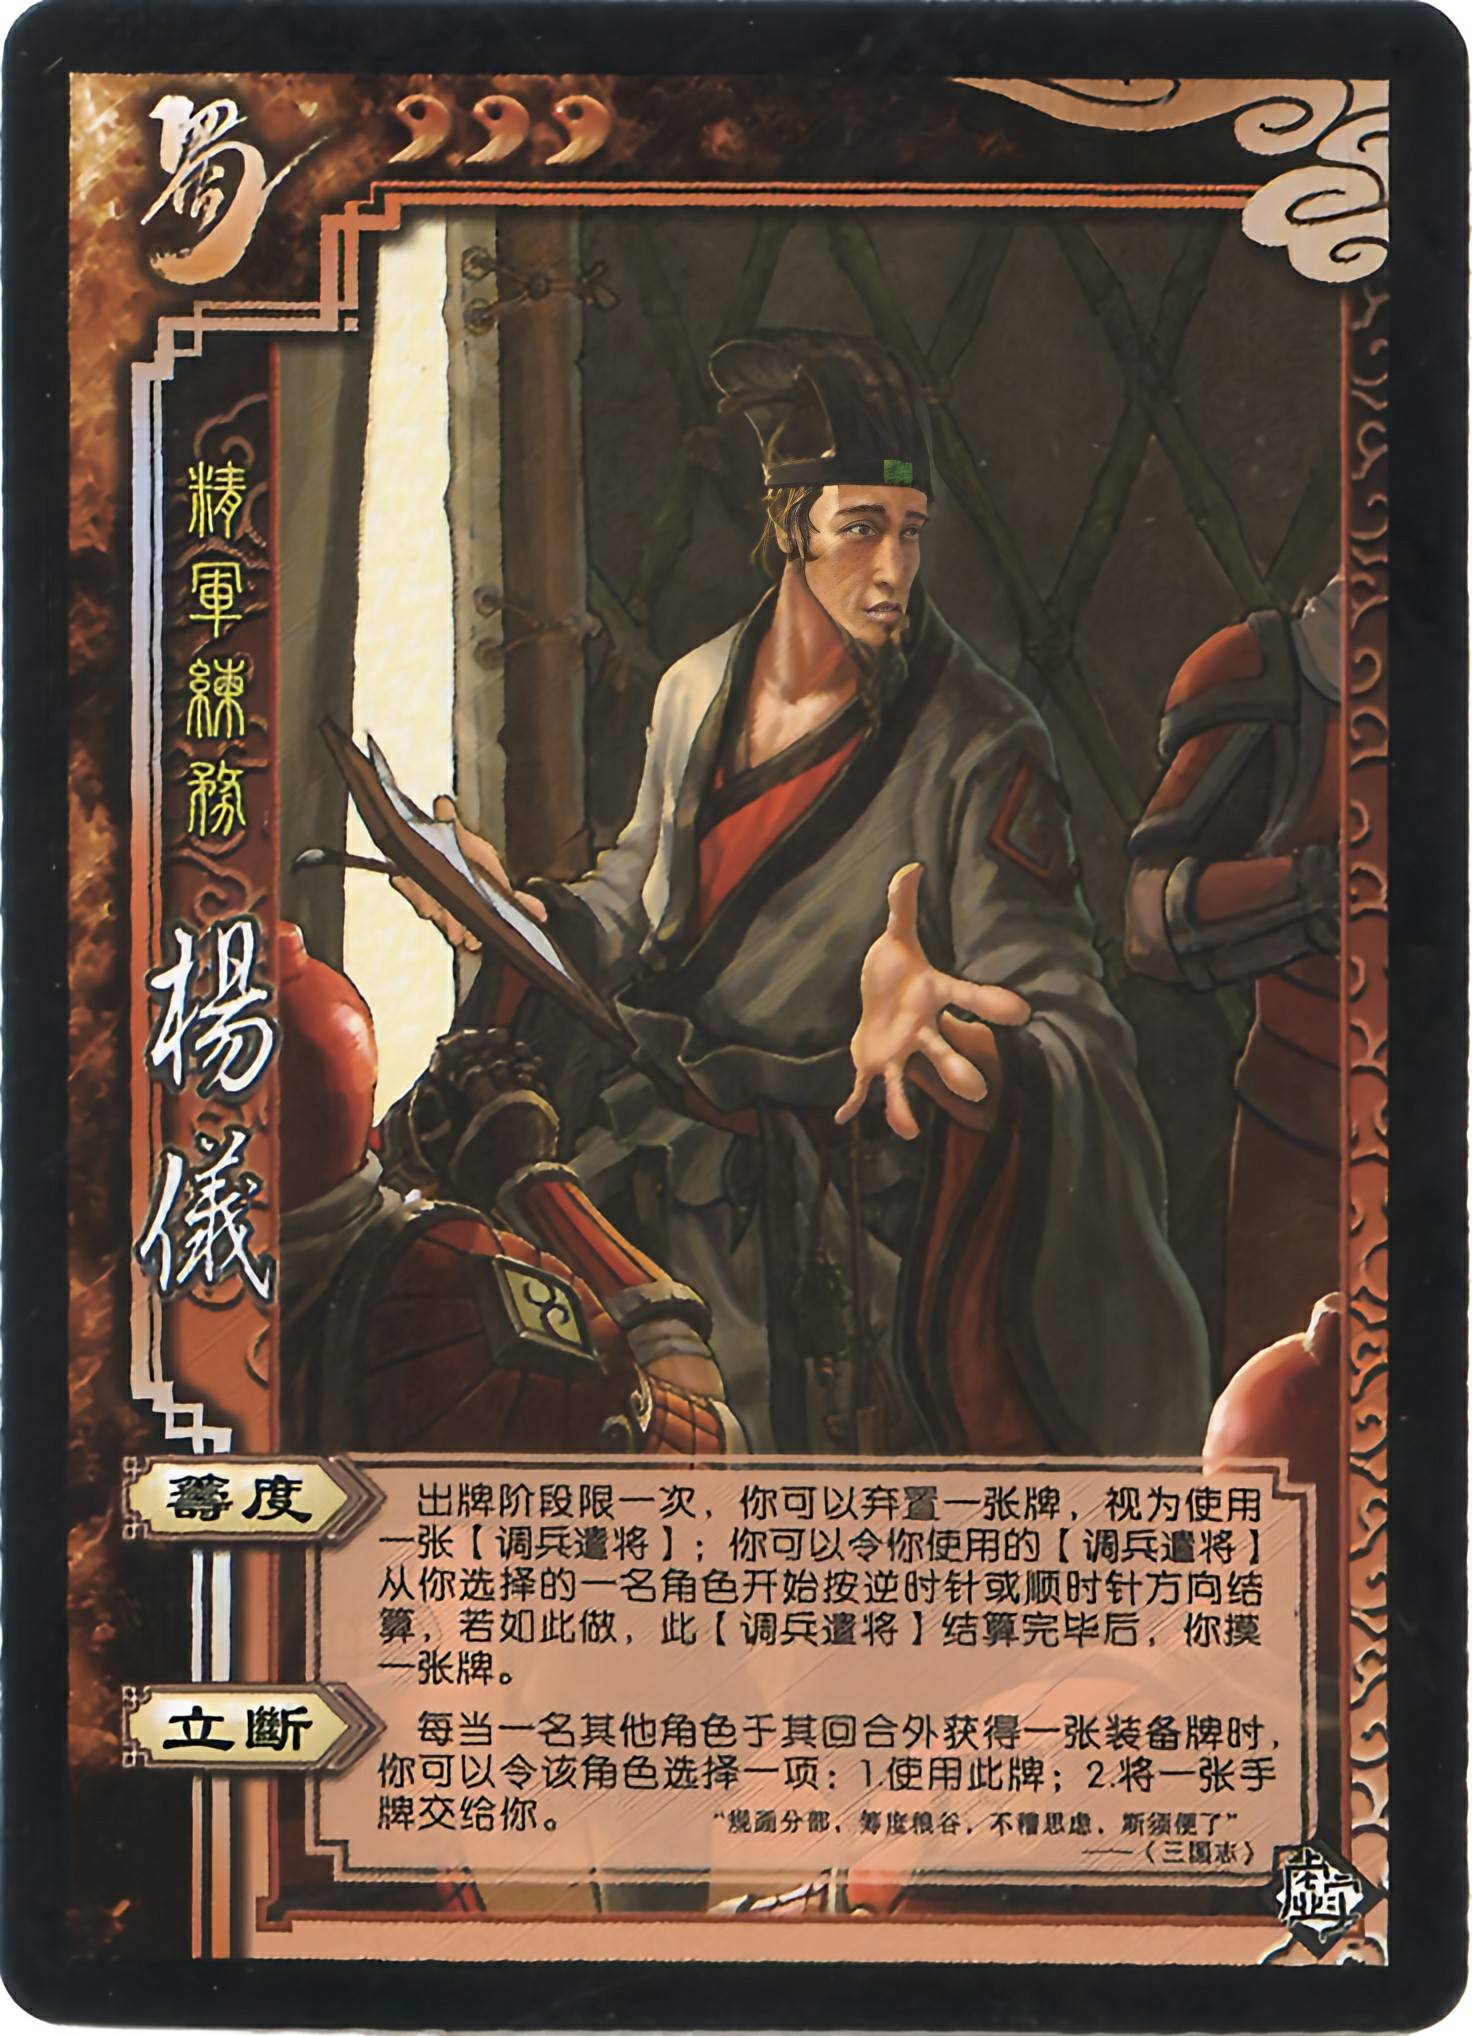 蜀
精軍練務
楊儀
籌度
出牌阶段限一次，你可以弃置一张牌，视为使用
一张【调兵遣将】；你可以令你使用的【调兵遣将】
从你选择的一名角色开始按逆时针或顺时针方向结
算，若如此做，此【调兵遣将】结算完毕后，你摸
一张牌。
立斷
每当一名其他角色于其回合外获得一张装备牌时，
你可以令该角色选择一项：1.使用此牌；2.将一张手
牌交给你。
分部，筹度粮谷，不稽思虑，斯须便了”
——《三国志》